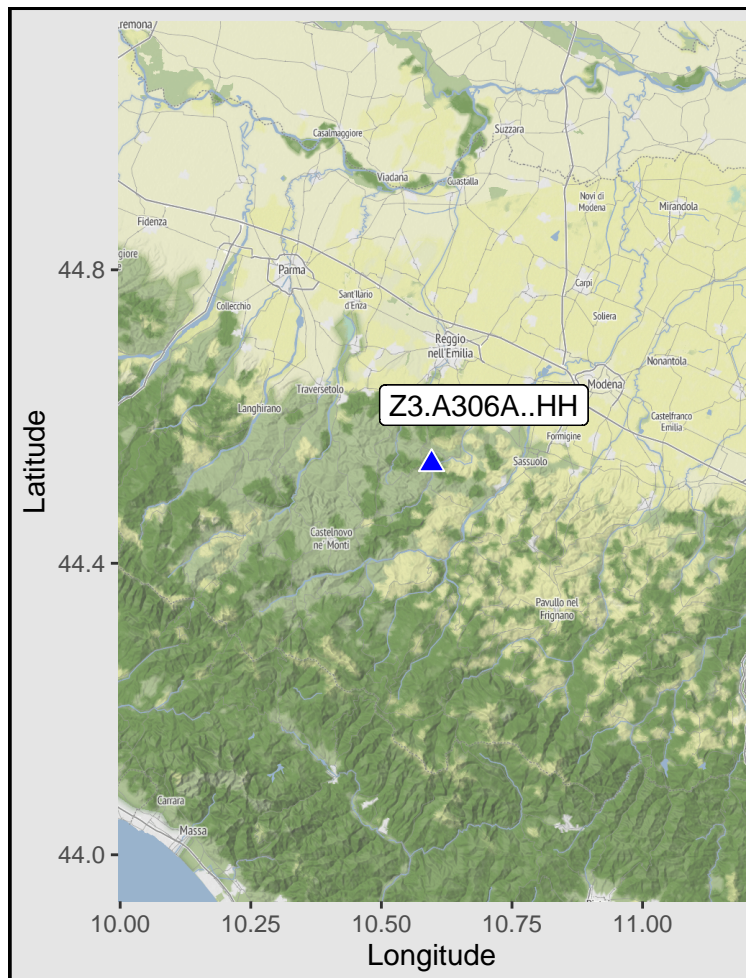 remona
Casalmaggiore
Suzzara
Viadana
Guastalla
Novi di
Modena
Mirandola
Fidenza
giore
44.8
Parma
Sant'Ilario
d'Enza
Carpi
Collecchio
Soliera
Reggio
nell'Emilia
Nonantola
Traversetolo
Modena
Langhirano
Z3.A306A..HH
Castelfranco
Emilia
Formigine
Sassuolo
Latitude
Castelnovo
ne' Monti
44.4
Pavullo nel
Frignano
Carrara
Massa
44.0
10.00
10.25
10.50
10.75
11.00
Longitude